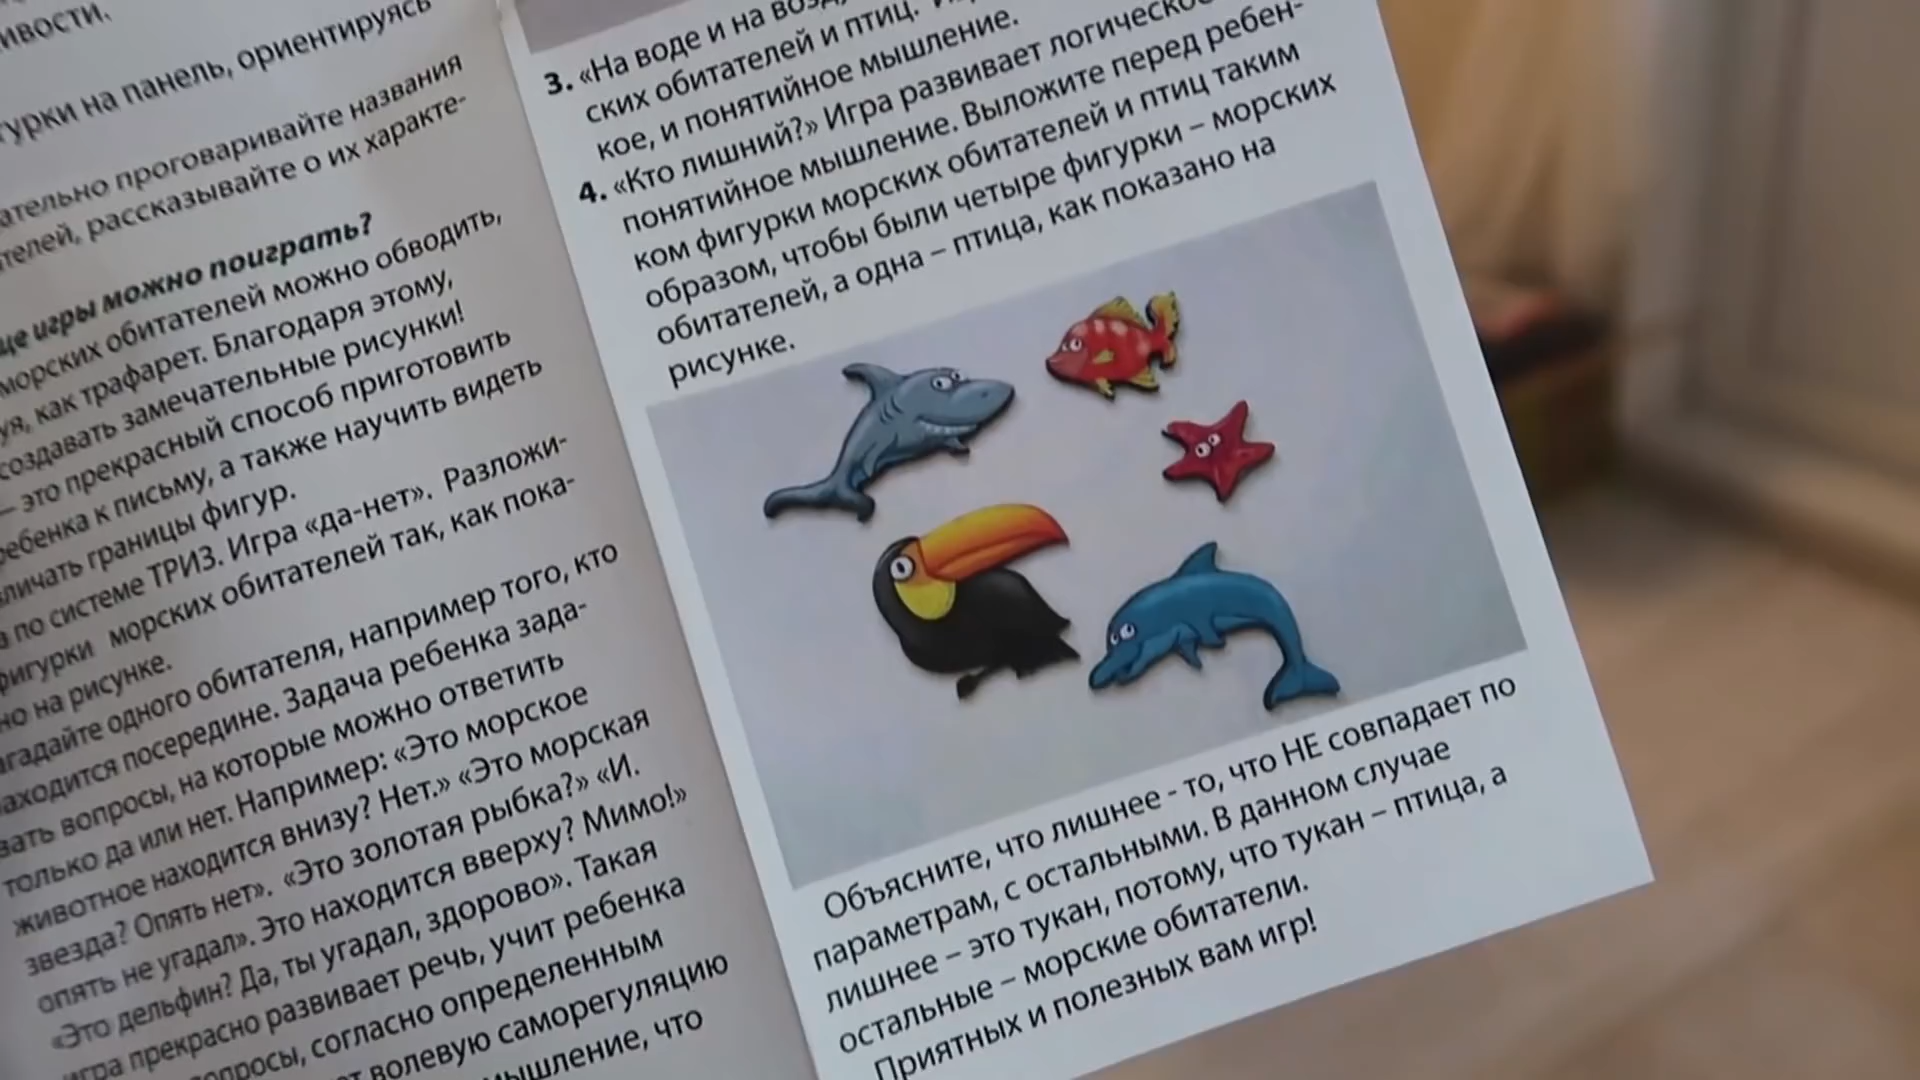 ивости.
урки на панель, ориентируясь
ательно проговаривайте названия
телей, рассказывайте о их характе-
ще игры можно поиграть?
морских обитателей можно обводить,
уя, как трафарет. Благодаря этому,
создавать замечательные рисунки!
– это прекрасный способ приготовить
ребенка к письму, а также научить видеть
зличать границы фигур.
а по системе ТРИЗ. Игра «да-нет». Разложи-
фигурки морских обитателей так, как пока-
но на рисунке.
агадайте одного обитателя, например того, кто
находится посередине. Задача ребенка зада-
вать вопросы, на которые можно ответить
только да или нет. Например: «Это морское
животное находится внизу? Нет.» «Это морская
звезда? Опять нет». «Это золотая рыбка?» «И.
опять не угадал». Это находится вверху? Мимо!»
«Это дельфин? Да, ты угадал, здорово». Такая
игра прекрасно развивает речь, учит ребенка
опросы, согласно определенным
ет волевую саморегуляцию
мышление, что
3. «На воде и на возду
ских обитателей и птиц.
кое, и понятийное мышление.
4. «Кто лишний?» Игра развивает логическое
понятийное мышление. Выложите перед ребен-
ком фигурки морских обитателей и птиц таким
образом, чтобы были четыре фигурки – морских
обитателей, а одна – птица, как показано на
рисунке.
Объясните, что лишнее - то, что НЕ совпадает по
параметрам, с остальными. В данном случае
лишнее – это тукан, потому, что тукан – птица, а
остальные – морские обитатели.
Приятных и полезных вам игр!